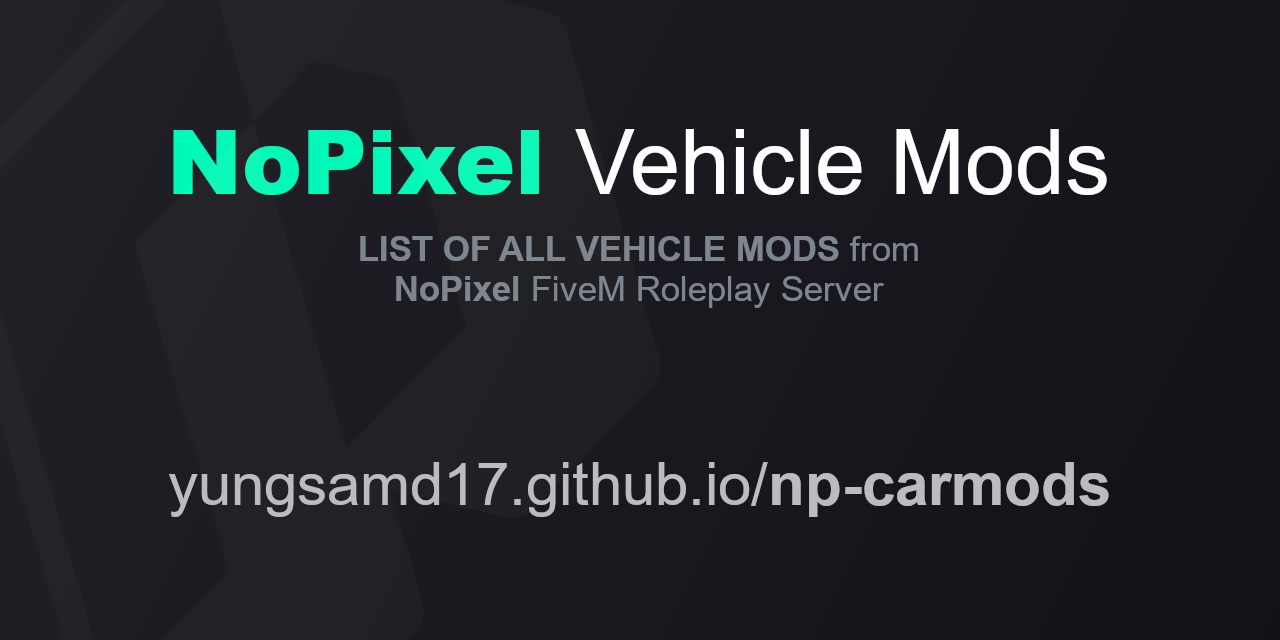 NoPixel Vehicle Mods
LIST OF ALL VEHICLE MODS from
NoPixel FiveM Roleplay Server
yungsamd17.github.io/np-carmods